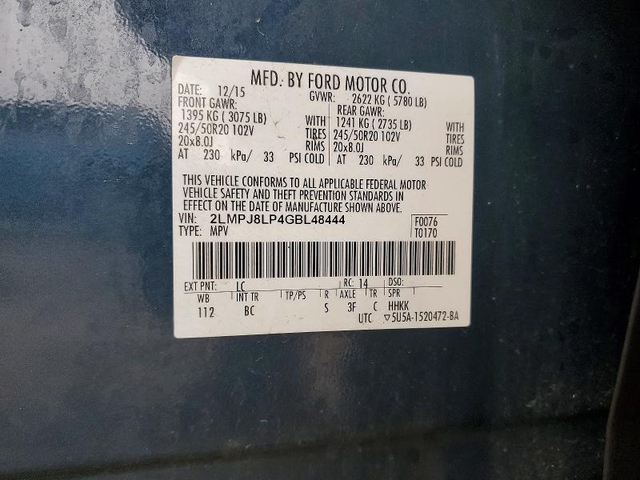 MFD. BY FORD MOTOR CO.
DATE: 12/15 GVWR: 2622 KG ( 5780 LB)
FRONT GAWR: REAR GAWR:
1395 KG ( 3075 LB) WITH 1241 KG ( 2735 LB) WITH
245/50R20 102V TIRES 245/50R20 102V TIRES
20x8.0J RIMS 20x8.0J RIMS
AT 230 kPa/ 33 PSI COLD AT 230 kPa/ 33 PSI COLD
THIS VEHICLE CONFORMS TO ALL APPLICABLE FEDERAL MOTOR
VEHICLE SAFETY AND THEFT PREVENTION STANDARDS IN
EFFECT ON THE DATE OF MANUFACTURE SHOWN ABOVE.
VIN: 2LMPJ8LP4GBL48444 F0076
TYPE: MPV T0170
EXT PNT: LC RC: 14 DSO:
WB INT TR TP/PS R AXLE TR SPR
112 BC S 3F C HHKK
UTC ▽5U5A-1520472-BA